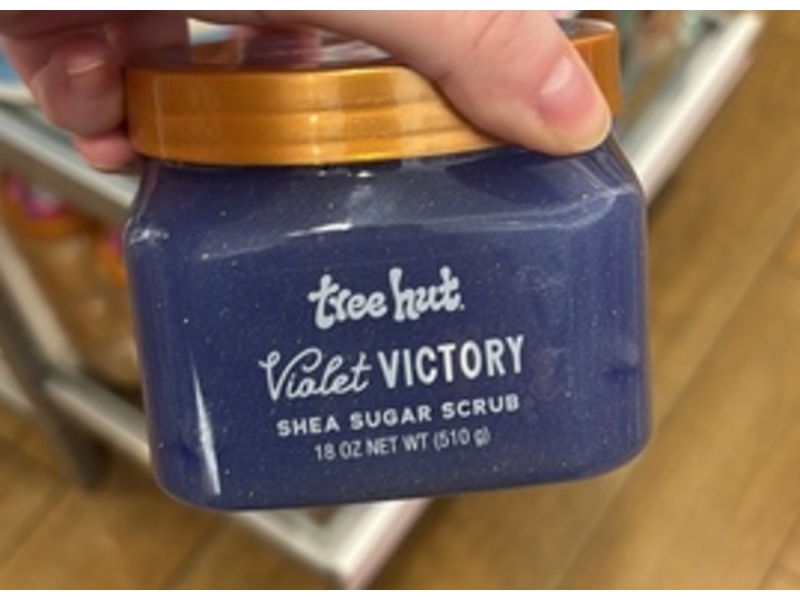 tree hut
Violet VICTORY
SHEA SUGAR SCRUB
18 OZ NET WT (510 g)